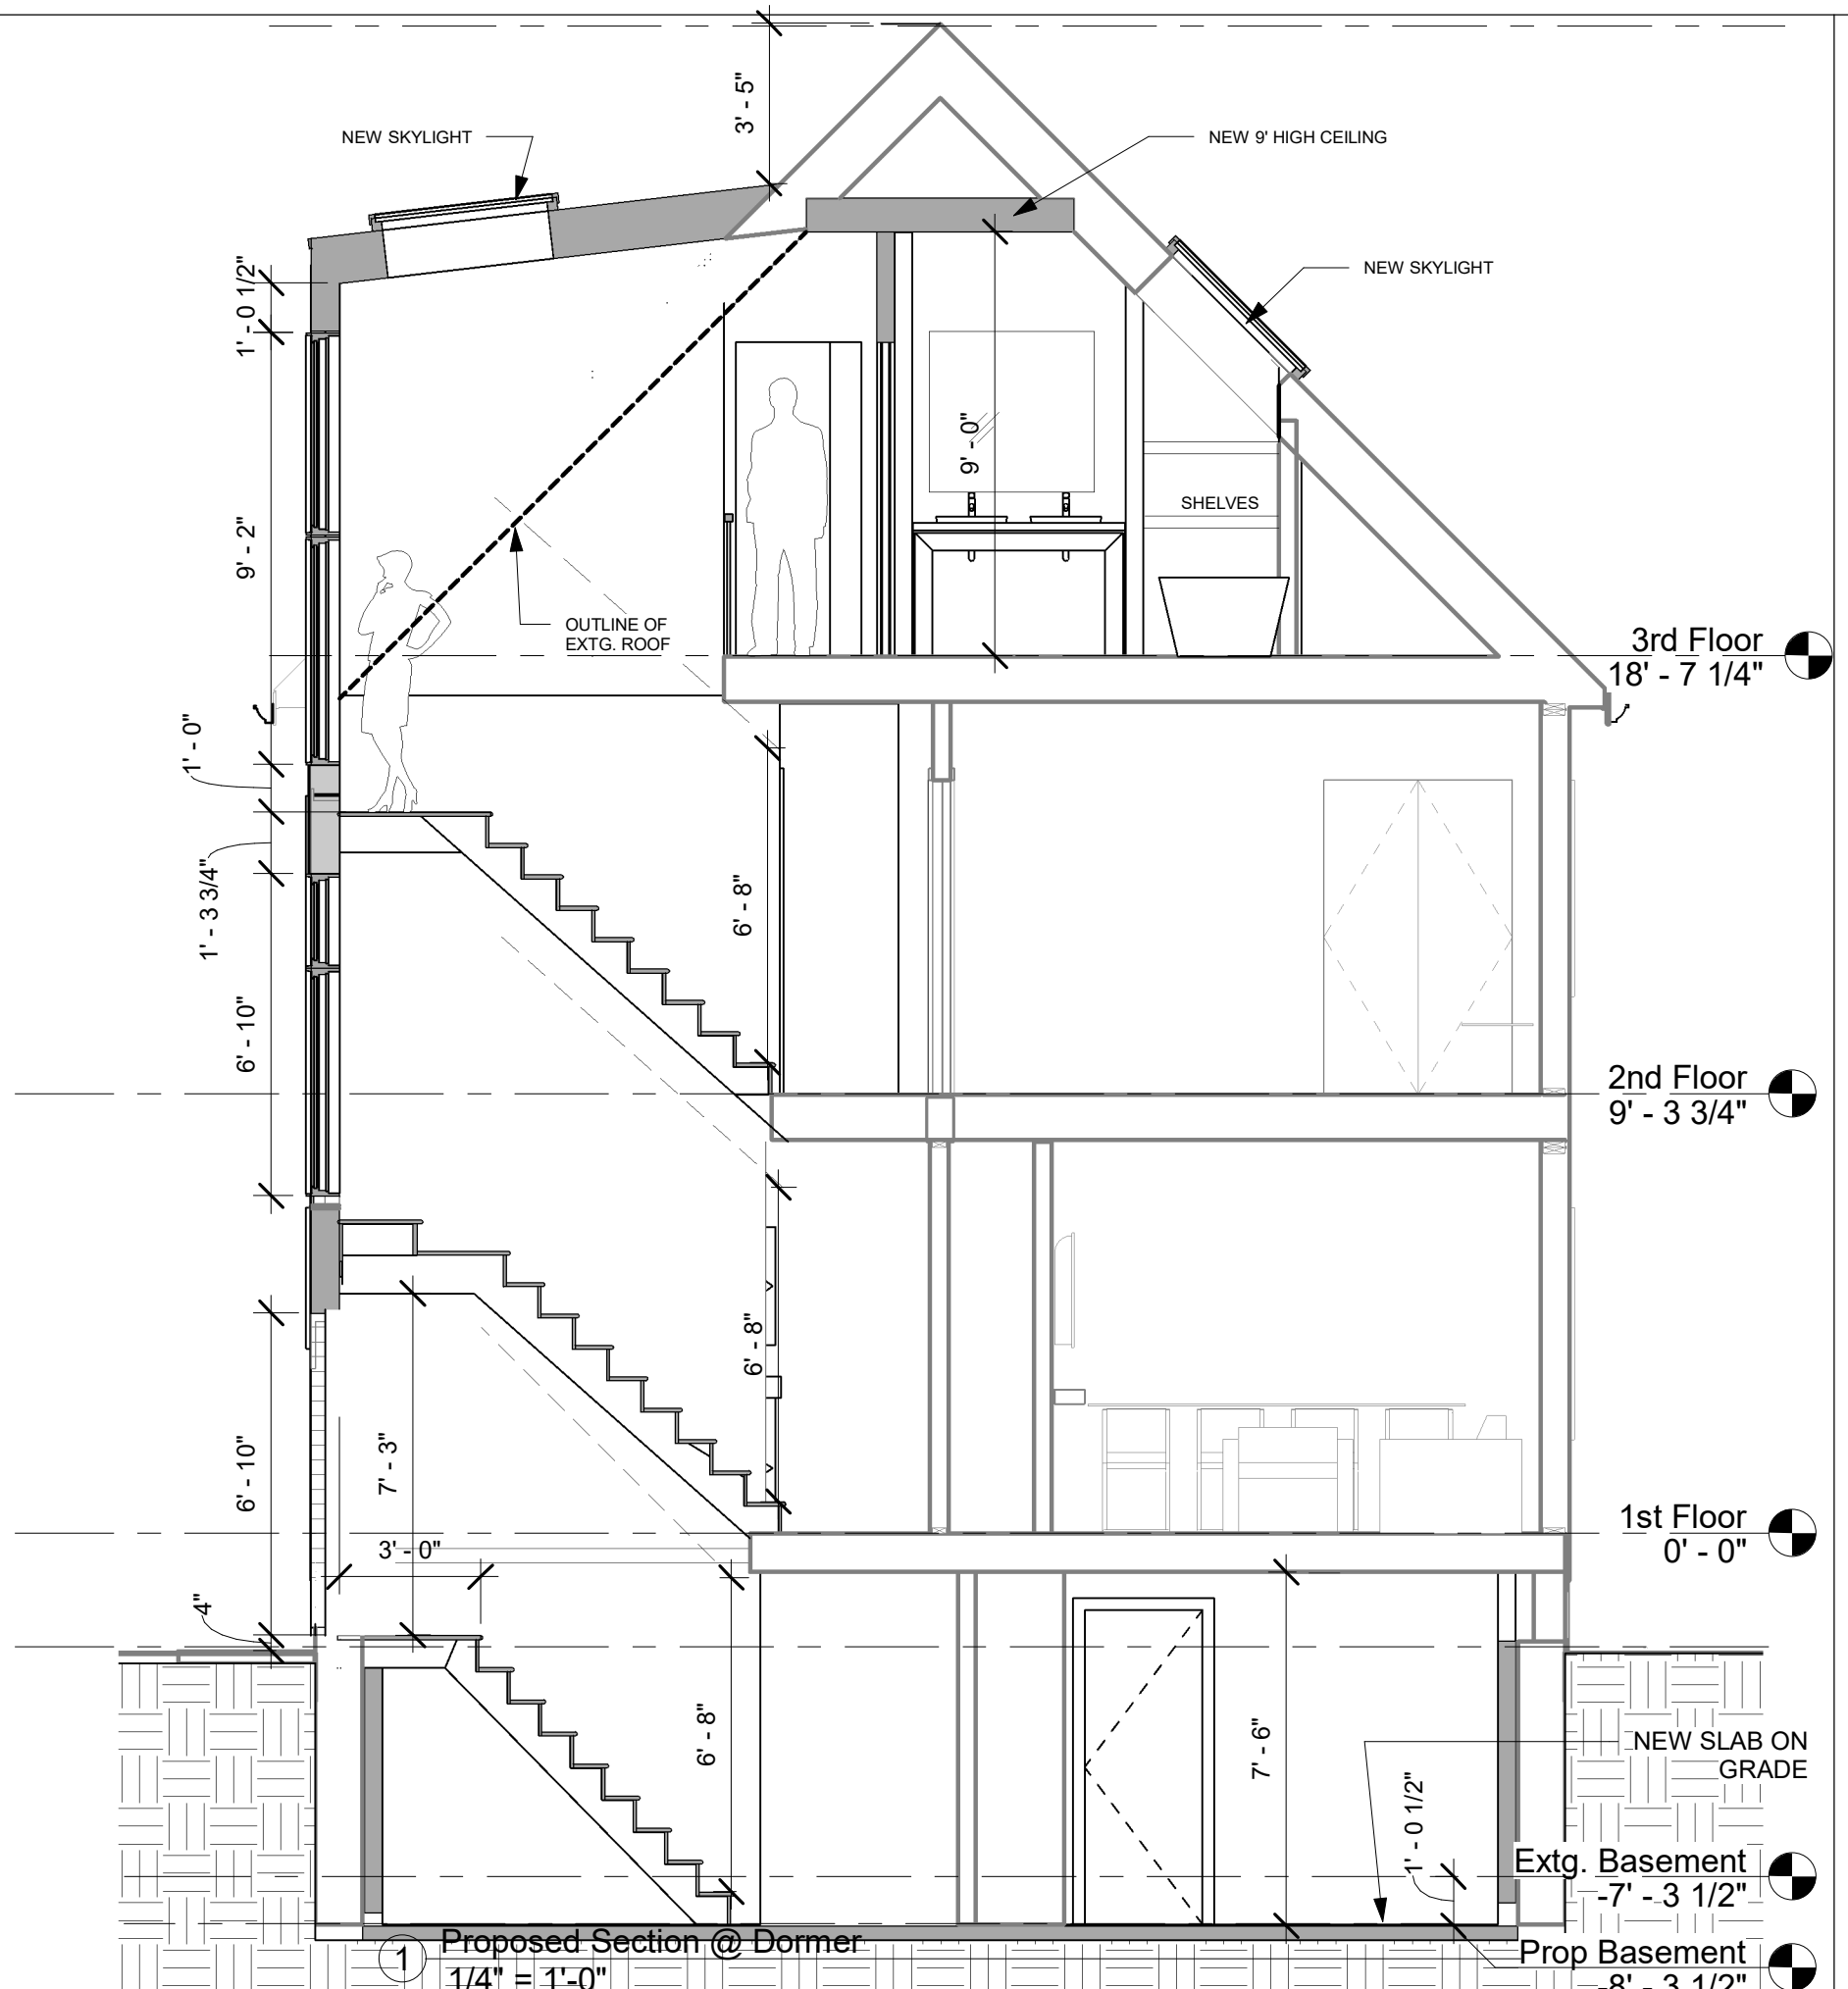 3' - 5"
NEW SKYLIGHT
NEW 9' HIGH CEILING
NEW SKYLIGHT
1' - 0 1/2"
9' - 0"
SHELVES
9' - 2"
OUTLINE OF
EXTG. ROOF
3rd Floor
18' - 7 1/4"
1' - 0"
1' - 3 3/4"
6' - 8"
6' - 10"
2nd Floor
9' - 3 3/4"
6' - 8"
6' - 10"
7' - 3"
1st Floor
0' - 0"
3' - 0"
4"
6' - 8"
7' - 6"
NEW SLAB ON
GRADE
1' - 0 1/2"
Extg. Basement
-7' - 3 1/2"
1
Proposed Section @ Dormer
1/4" = 1'-0"
Prop Basement
-8' - 3 1/2"